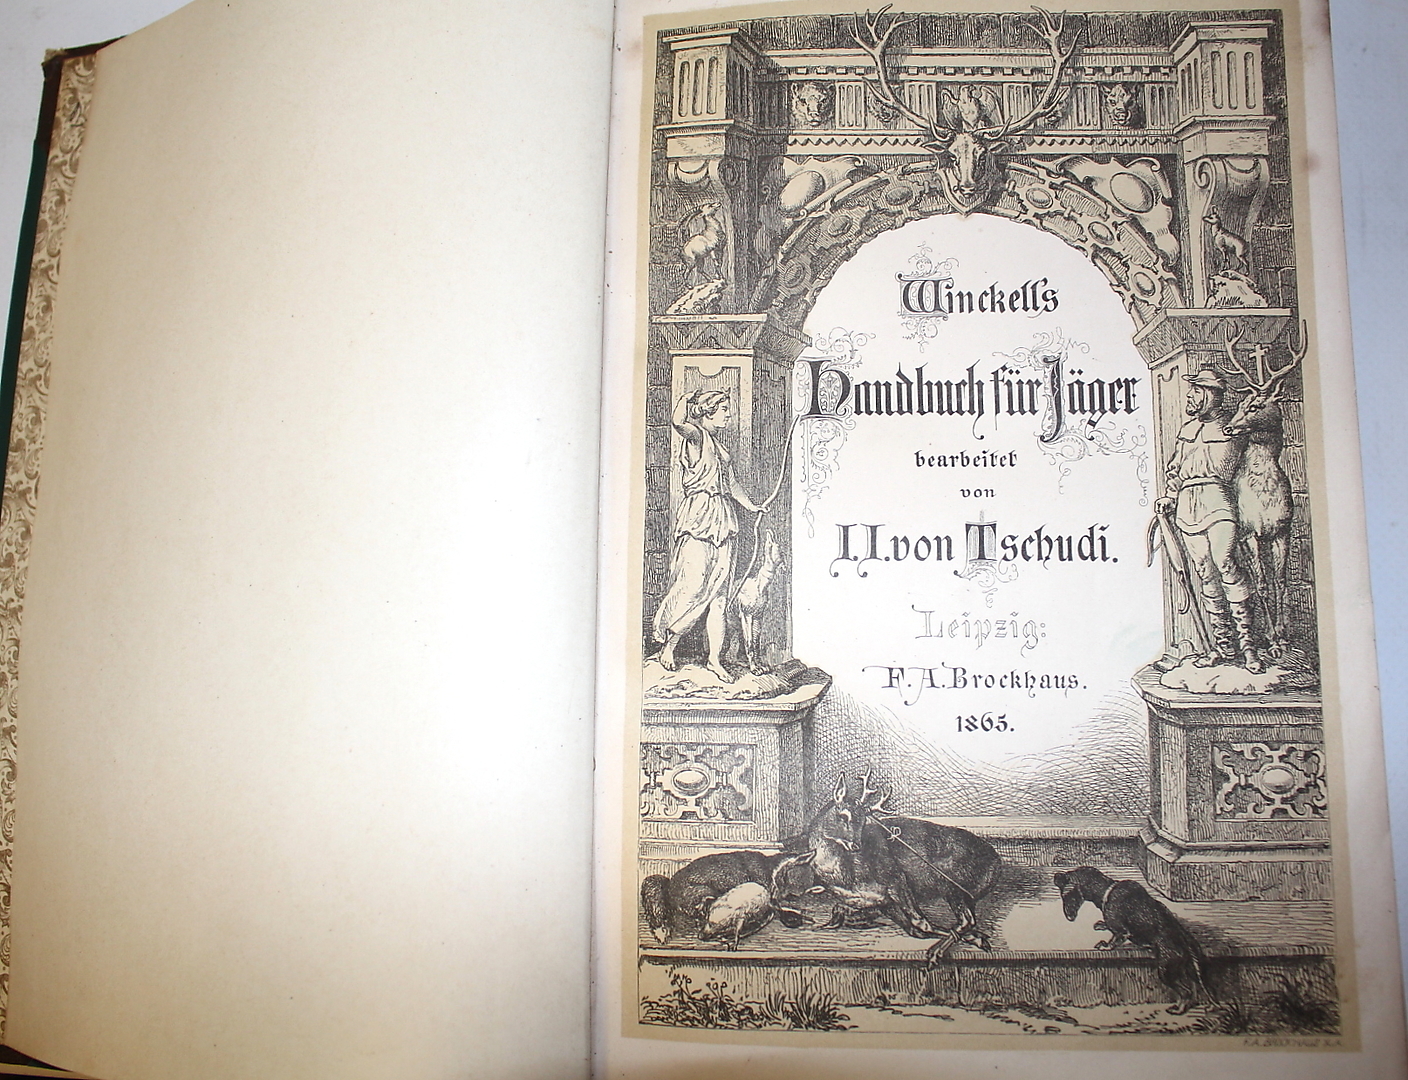 Winckell's
Handbuch für Jäger
bearbeitet
von
I.I.von Tschudi.
Leipzig:
F.A.Brockhaus.
1865.